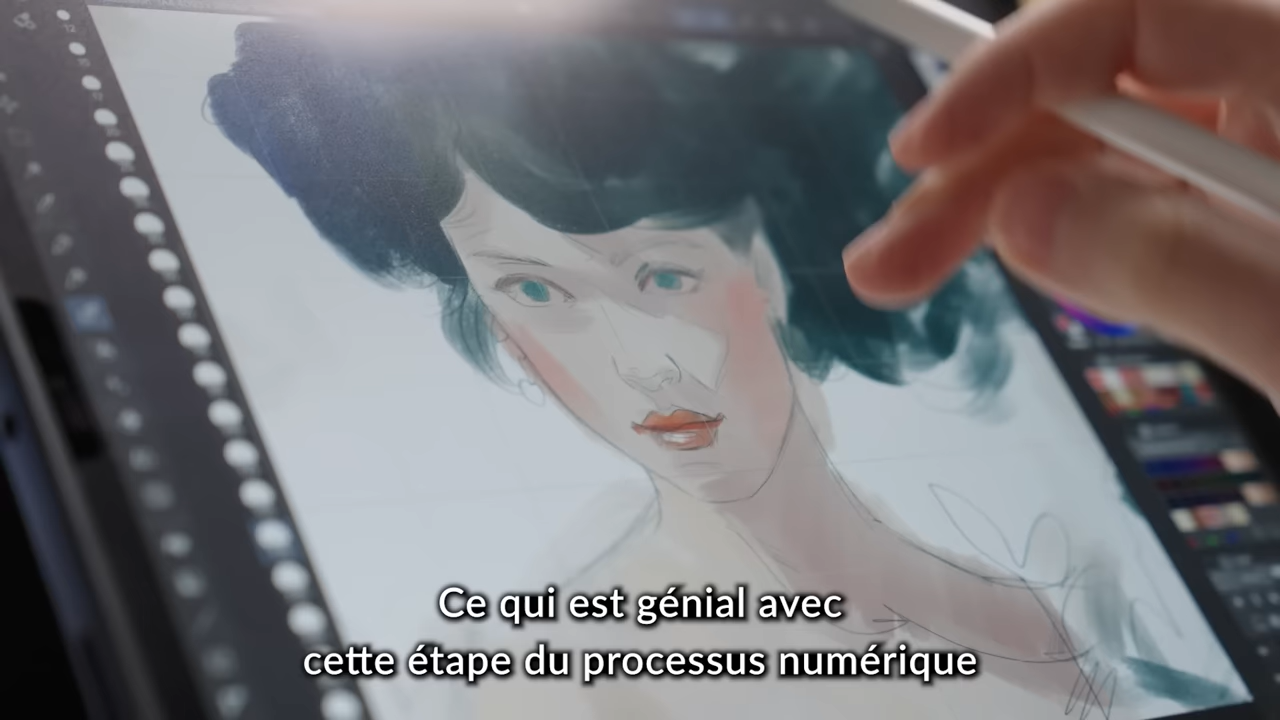 Ce qui est génial avec
cette étape du processus numérique